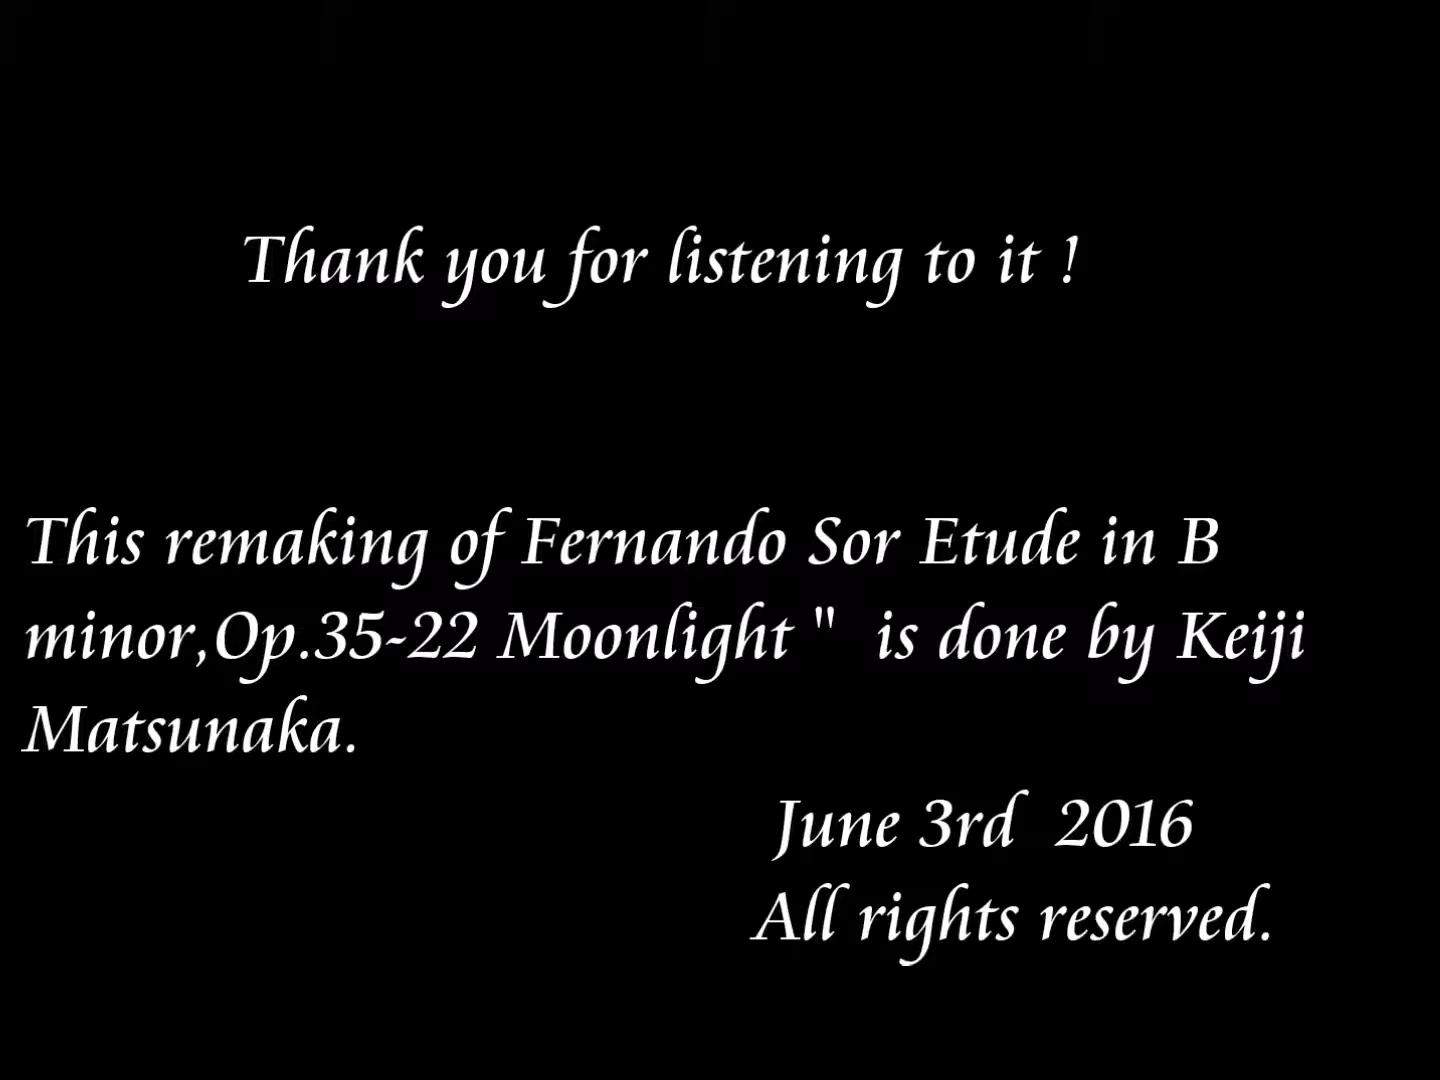 Thank you for listening to it !
This remaking of Fernando Sor Etude in B
minor,Op.35-22 Moonlight "  is done by Keiji
Matsunaka.
June 3rd  2016
All rights reserved.